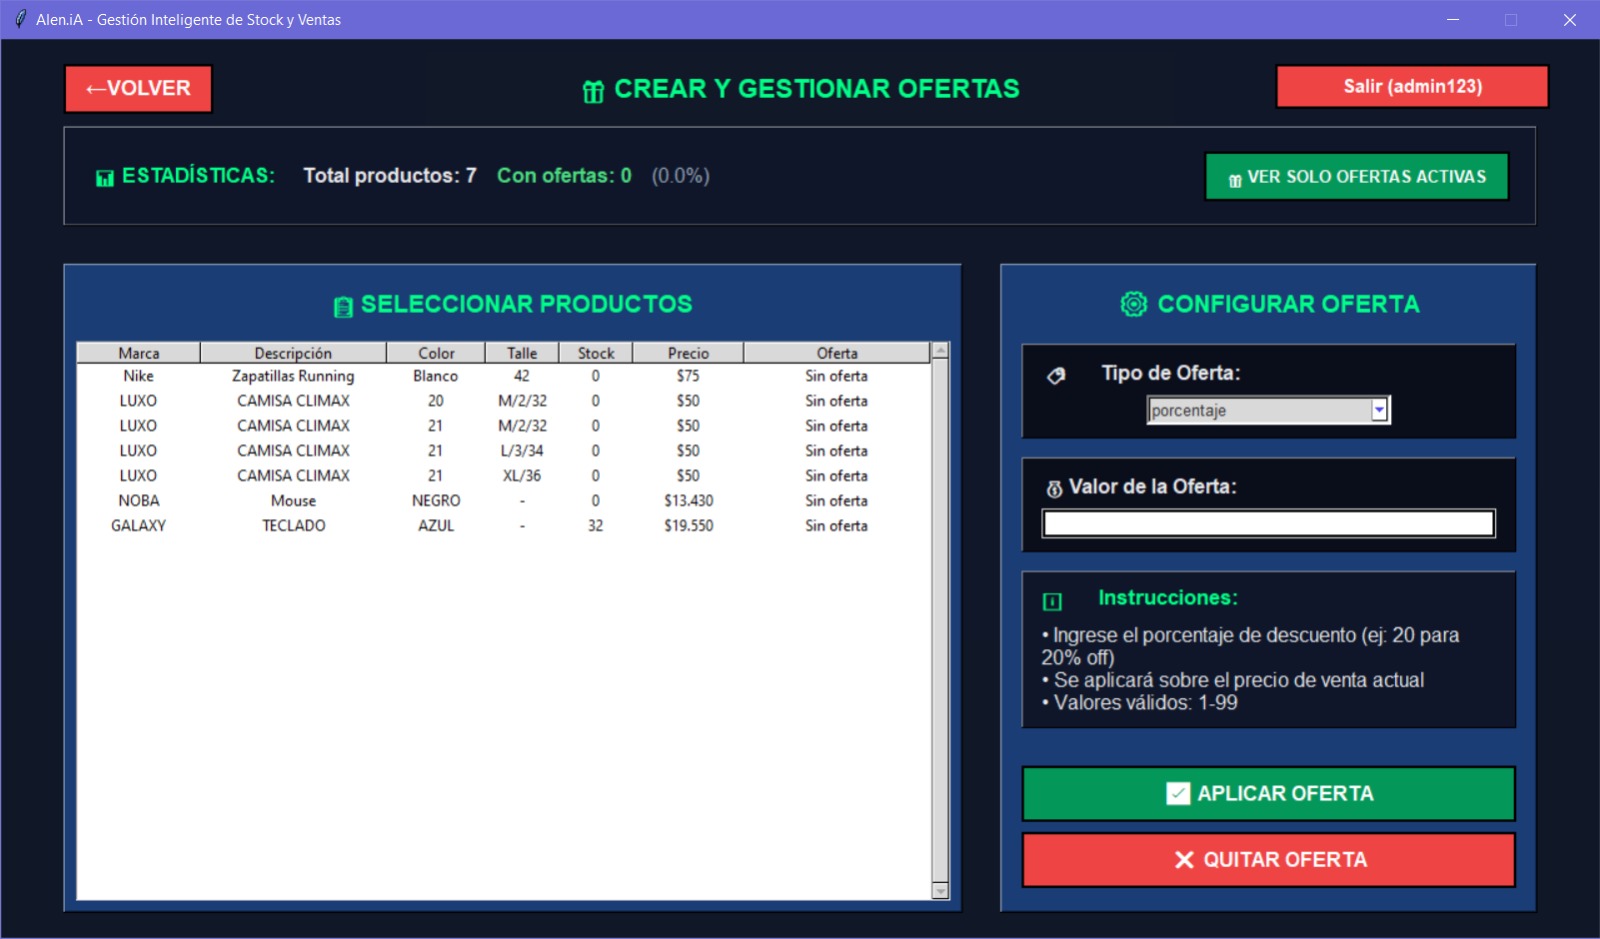 Alen.iA - Gestión Inteligente de Stock y Ventas
←VOLVER
CREAR Y GESTIONAR OFERTAS
Salir (admin123)
ESTADÍSTICAS: Total productos: 7 Con ofertas: 0 (0.0%)
VER SOLO OFERTAS ACTIVAS
SELECCIONAR PRODUCTOS
Marca Descripción Color Talle Stock Precio Oferta
Nike Zapatillas Running Blanco 42 0 $75 Sin oferta
LUXO CAMISA CLIMAX 20 M/2/32 0 $50 Sin oferta
LUXO CAMISA CLIMAX 21 M/2/32 0 $50 Sin oferta
LUXO CAMISA CLIMAX 21 L/3/34 0 $50 Sin oferta
LUXO CAMISA CLIMAX 21 XL/36 0 $50 Sin oferta
NOBA Mouse NEGRO - 0 $13.430 Sin oferta
GALAXY TECLADO AZUL - 32 $19.550 Sin oferta
CONFIGURAR OFERTA
Tipo de Oferta:
porcentaje
Valor de la Oferta:
Instrucciones:
• Ingrese el porcentaje de descuento (ej: 20 para
20% off)
• Se aplicará sobre el precio de venta actual
• Valores válidos: 1-99
APLICAR OFERTA
QUITAR OFERTA